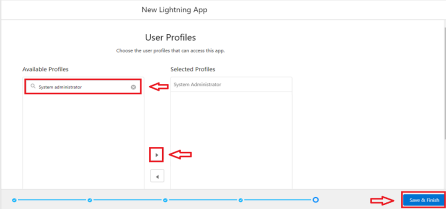 New Lightning App
User Profiles
Choose the user profiles that can access this app.
Available Profiles
Selected Profiles
System administrator
System Administrator
Save & Finish